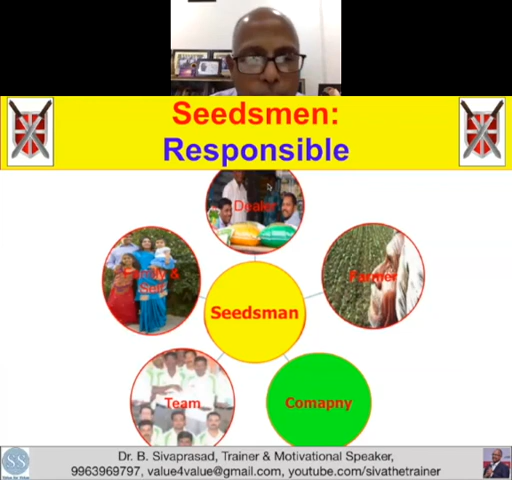 Seedsmen:
Responsible
Dealer
Family &
Self
Farmer
Seedsman
Team
Comapny
Dr. B. Sivaprasad, Trainer & Motivational Speaker,
9963969797, value4value@gmail.com, youtube.com/sivathetrainer